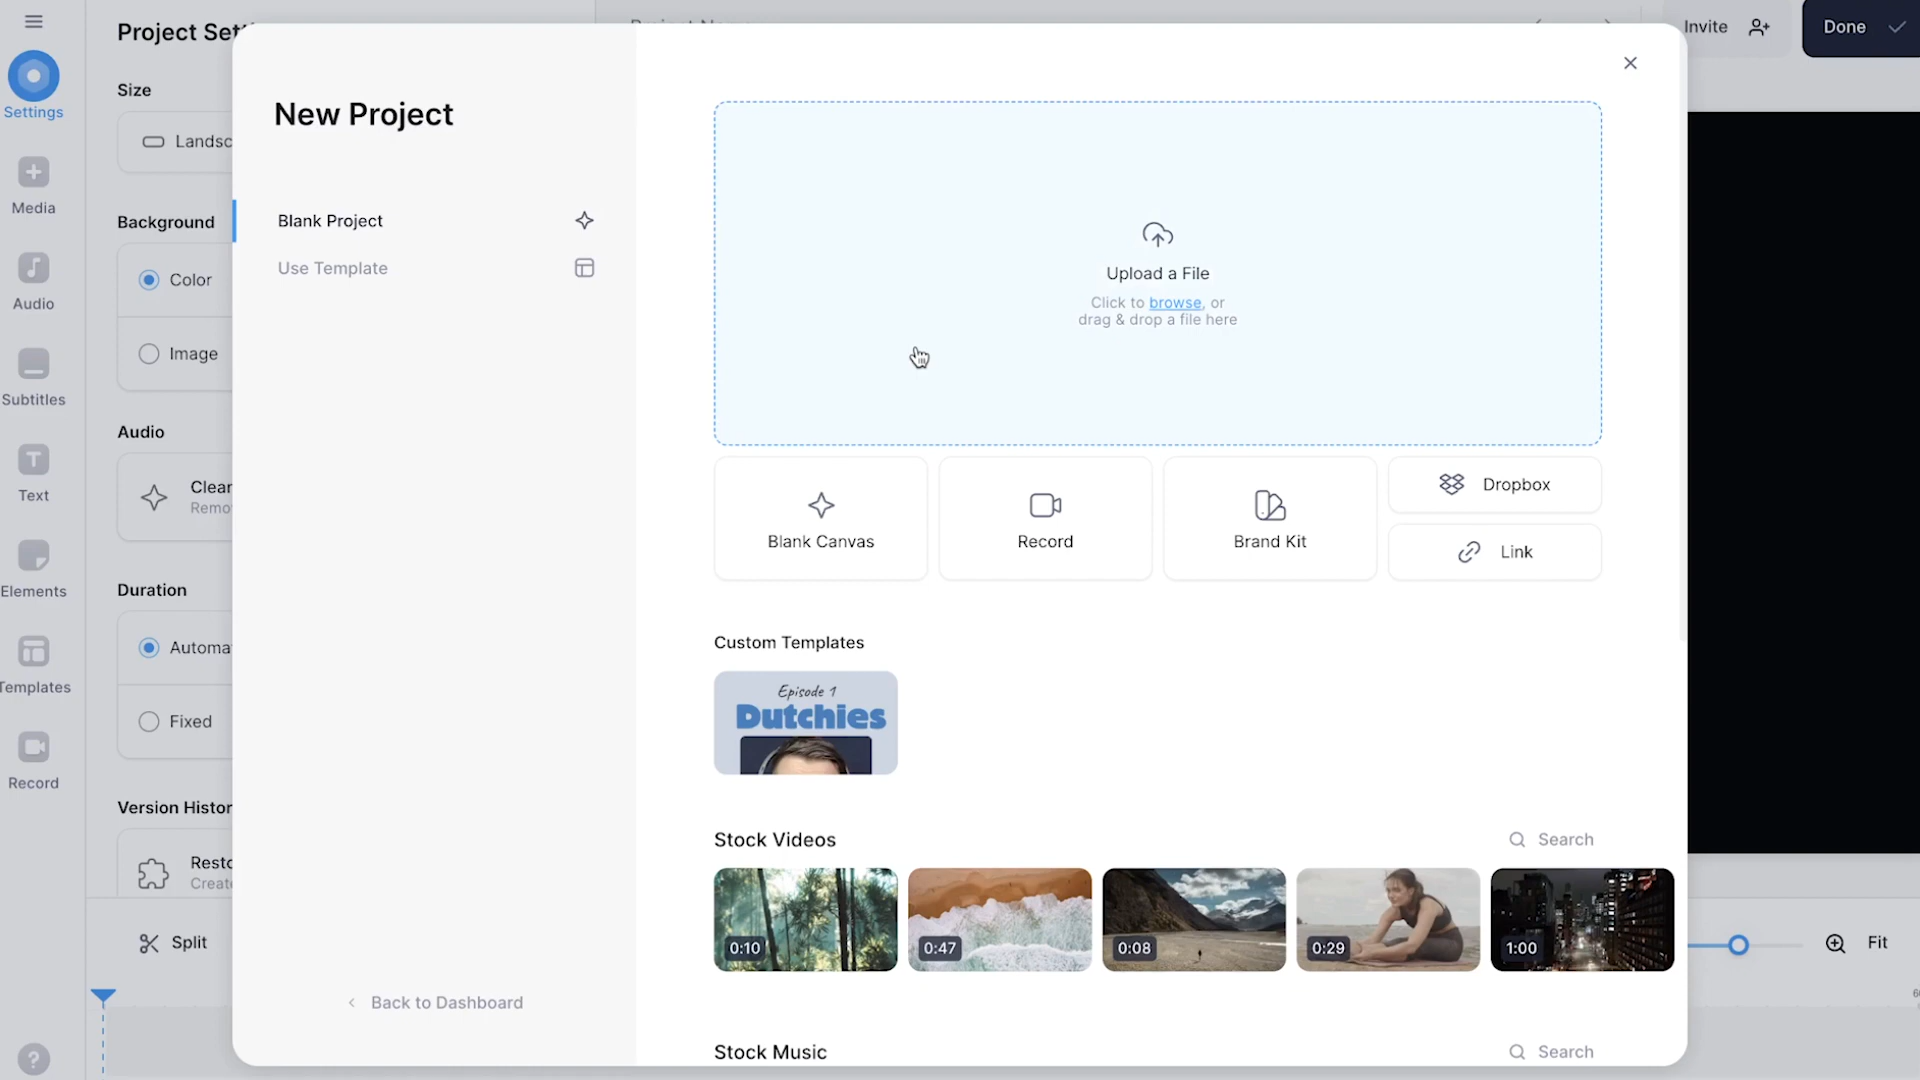 Project Set
Invite
Done
Settings
Media
Audio
Subtitles
Text
Elements
Templates
Record
Size
Landsc
Background
Color
Image
Audio
Clear
Remo
Duration
Automa
Fixed
Version Histor
Resto
Create
Split
Fit
New Project
Blank Project
Use Template
Back to Dashboard
Upload a File
Click to browse, or
drag & drop a file here
Blank Canvas
Record
Brand Kit
Dropbox
Link
Custom Templates
Episode 1
Dutchies
Stock Videos
Search
0:10
0:47
0:08
0:29
1:00
Stock Music
Search